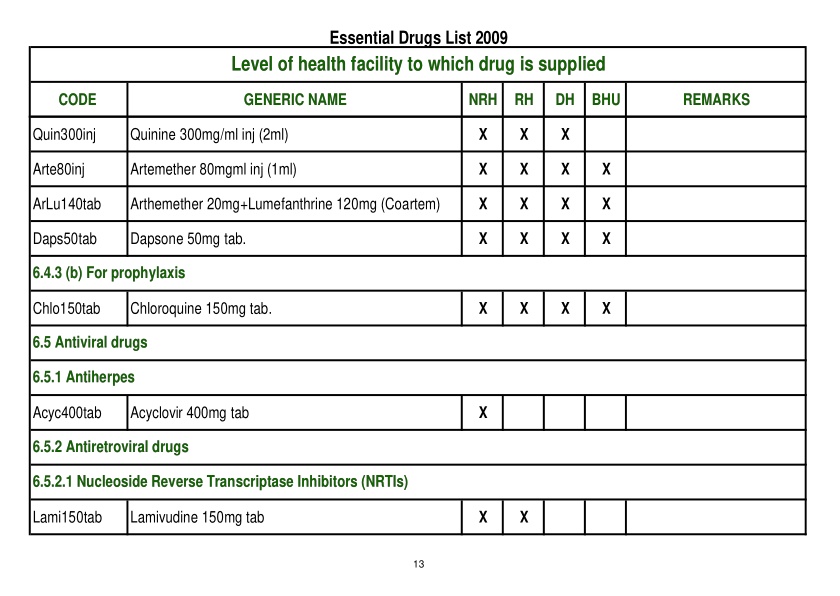 Essential Drugs List 2009
Level of health facility to which drug is supplied
CODE GENERIC NAME NRH RH DH BHU REMARKS
Quin300inj Quinine 300mg/ml inj (2ml) X X X
Arte80inj Artemether 80mgml inj (1ml) X X X X
ArLu140tab Arthemether 20mg+Lumefanthrine 120mg (Coartem) X X X X
Daps50tab Dapsone 50mg tab. X X X X
6.4.3 (b) For prophylaxis
Chlo150tab Chloroquine 150mg tab. X X X X
6.5 Antiviral drugs
6.5.1 Antiherpes
Acyc400tab Acyclovir 400mg tab X
6.5.2 Antiretroviral drugs
6.5.2.1 Nucleoside Reverse Transcriptase Inhibitors (NRTIs)
Lami150tab Lamivudine 150mg tab X X
13